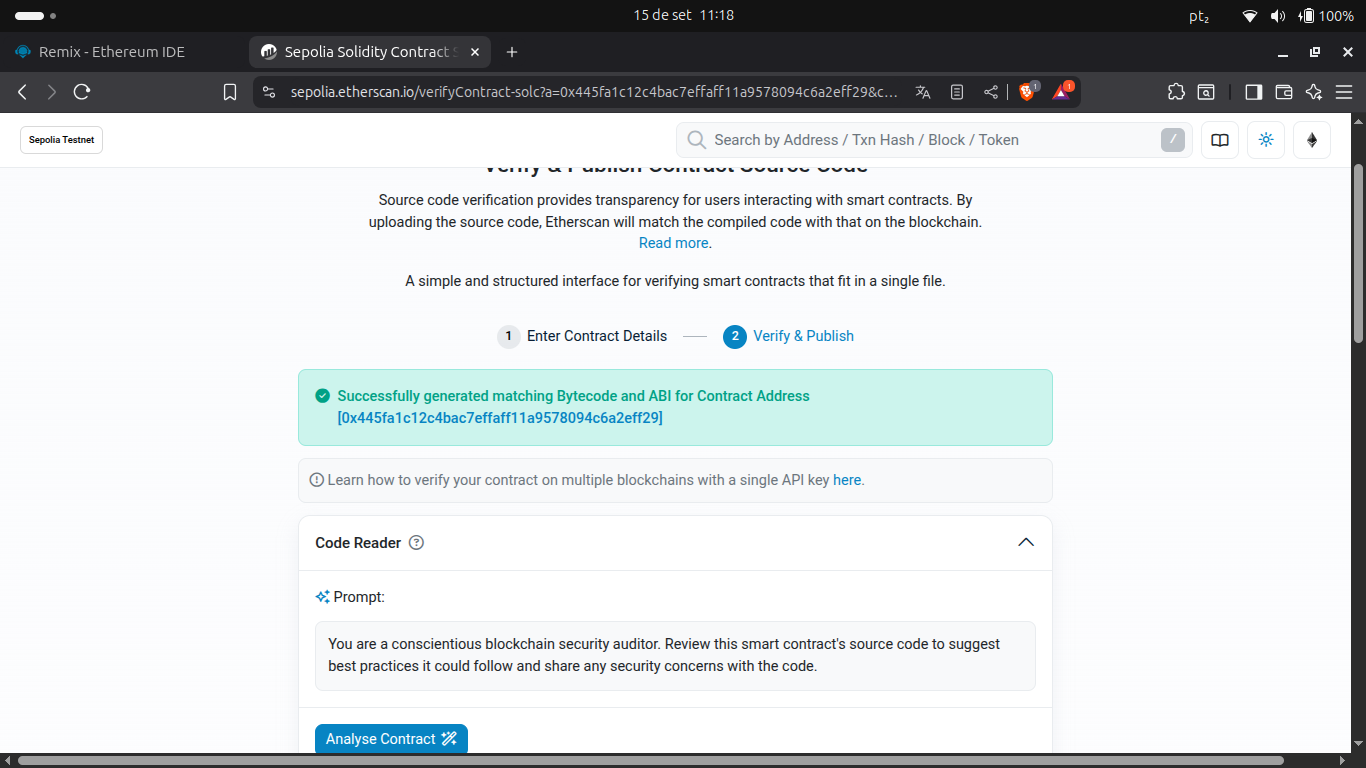 15 de set 11:18
pt₂
100%
Remix - Ethereum IDE
Sepolia Solidity Contract S
sepolia.etherscan.io/verifyContract-solc?a=0x445fa1c12c4bac7effaff11a9578094c6a2eff29&c...
1
1
Sepolia Testnet
Search by Address / Txn Hash / Block / Token
/
Verify & Publish Contract Source Code
Source code verification provides transparency for users interacting with smart contracts. By
uploading the source code, Etherscan will match the compiled code with that on the blockchain.
Read more.
A simple and structured interface for verifying smart contracts that fit in a single file.
1 Enter Contract Details
2 Verify & Publish
Successfully generated matching Bytecode and ABI for Contract Address
[0x445fa1c12c4bac7effaff11a9578094c6a2eff29]
Learn how to verify your contract on multiple blockchains with a single API key here.
Code Reader
Prompt:
You are a conscientious blockchain security auditor. Review this smart contract's source code to suggest
best practices it could follow and share any security concerns with the code.
Analyse Contract